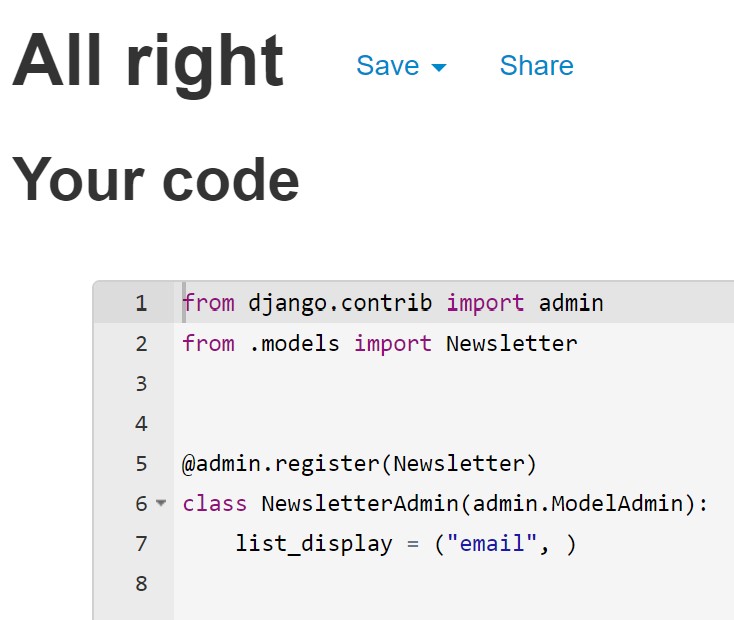 All right Save Share
Your code
1 from django.contrib import admin
2 from .models import Newsletter
3
4
5 @admin.register(Newsletter)
6 class NewsletterAdmin(admin.ModelAdmin):
7     list_display = ("email", )
8